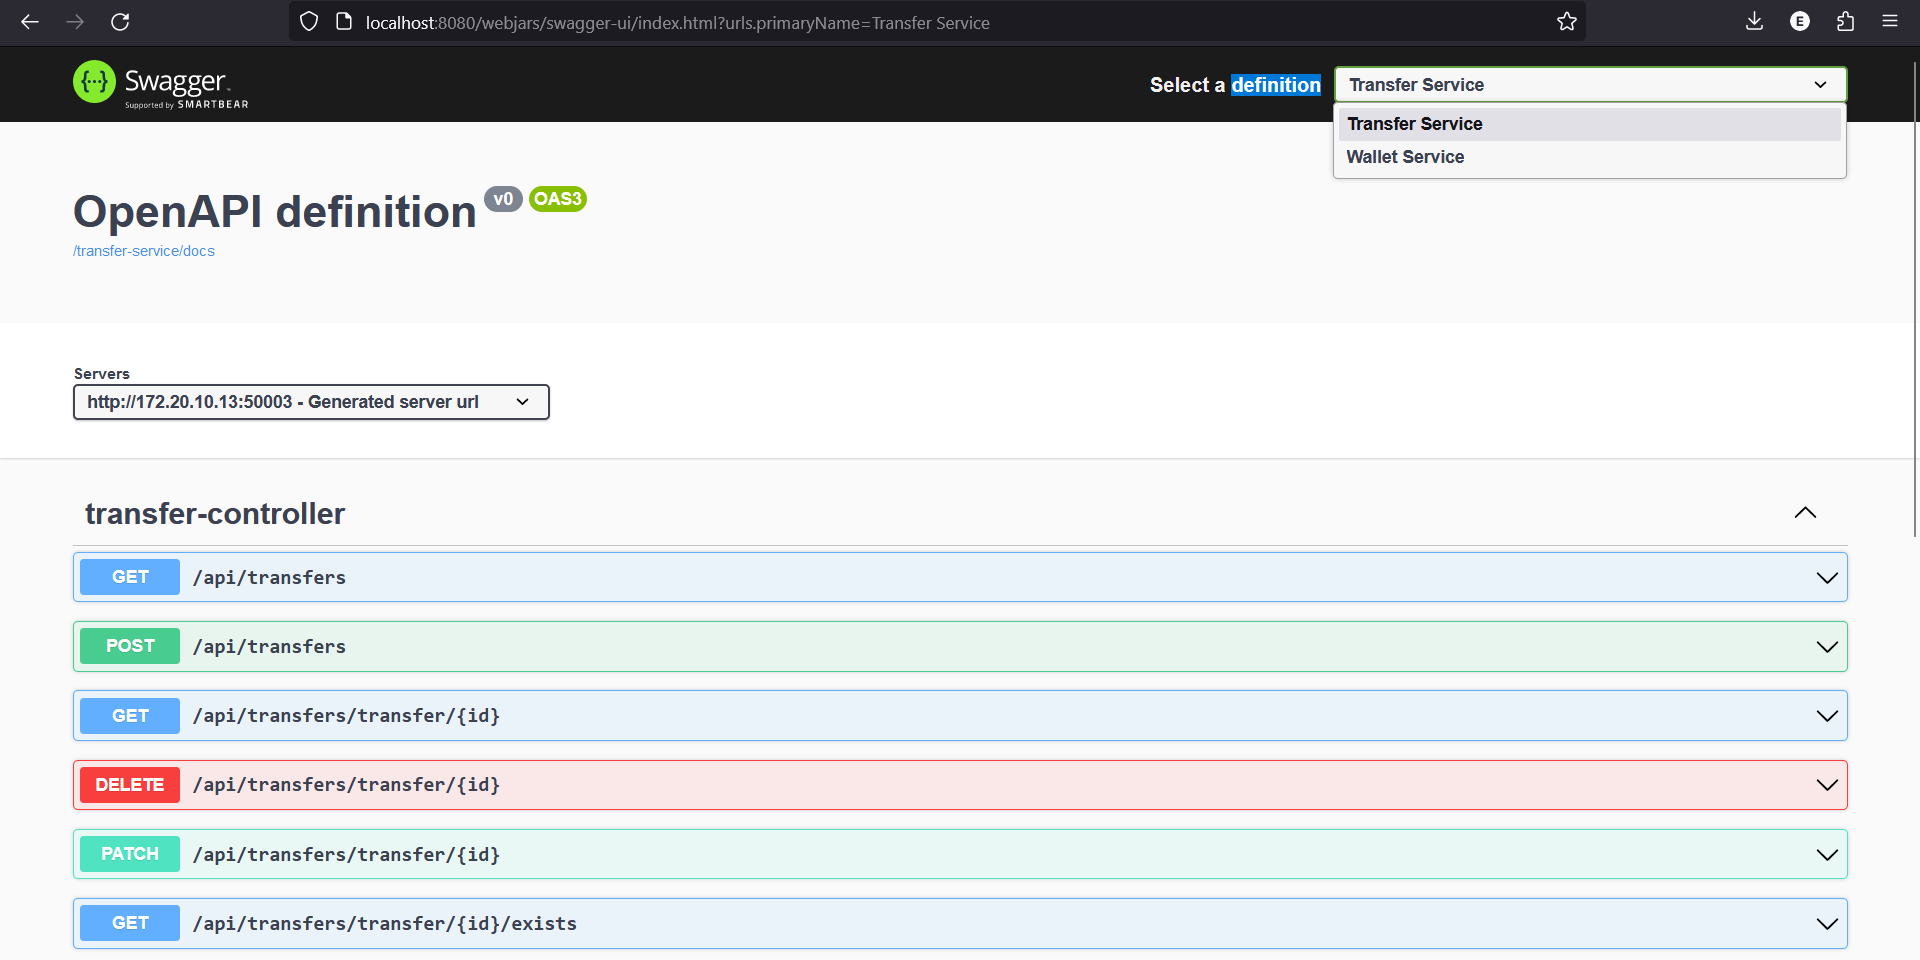 localhost:8080/webjars/swagger-ui/index.html?urls.primaryName=Transfer Service
E
{···} Swagger.
Supported by SMARTBEAR
Select a definition
Transfer Service
Transfer Service
Wallet Service
OpenAPI definition v0 OAS3
/transfer-service/docs
Servers
http://172.20.10.13:50003 - Generated server url
transfer-controller
GET /api/transfers
POST /api/transfers
GET /api/transfers/transfer/{id}
DELETE /api/transfers/transfer/{id}
PATCH /api/transfers/transfer/{id}
GET /api/transfers/transfer/{id}/exists